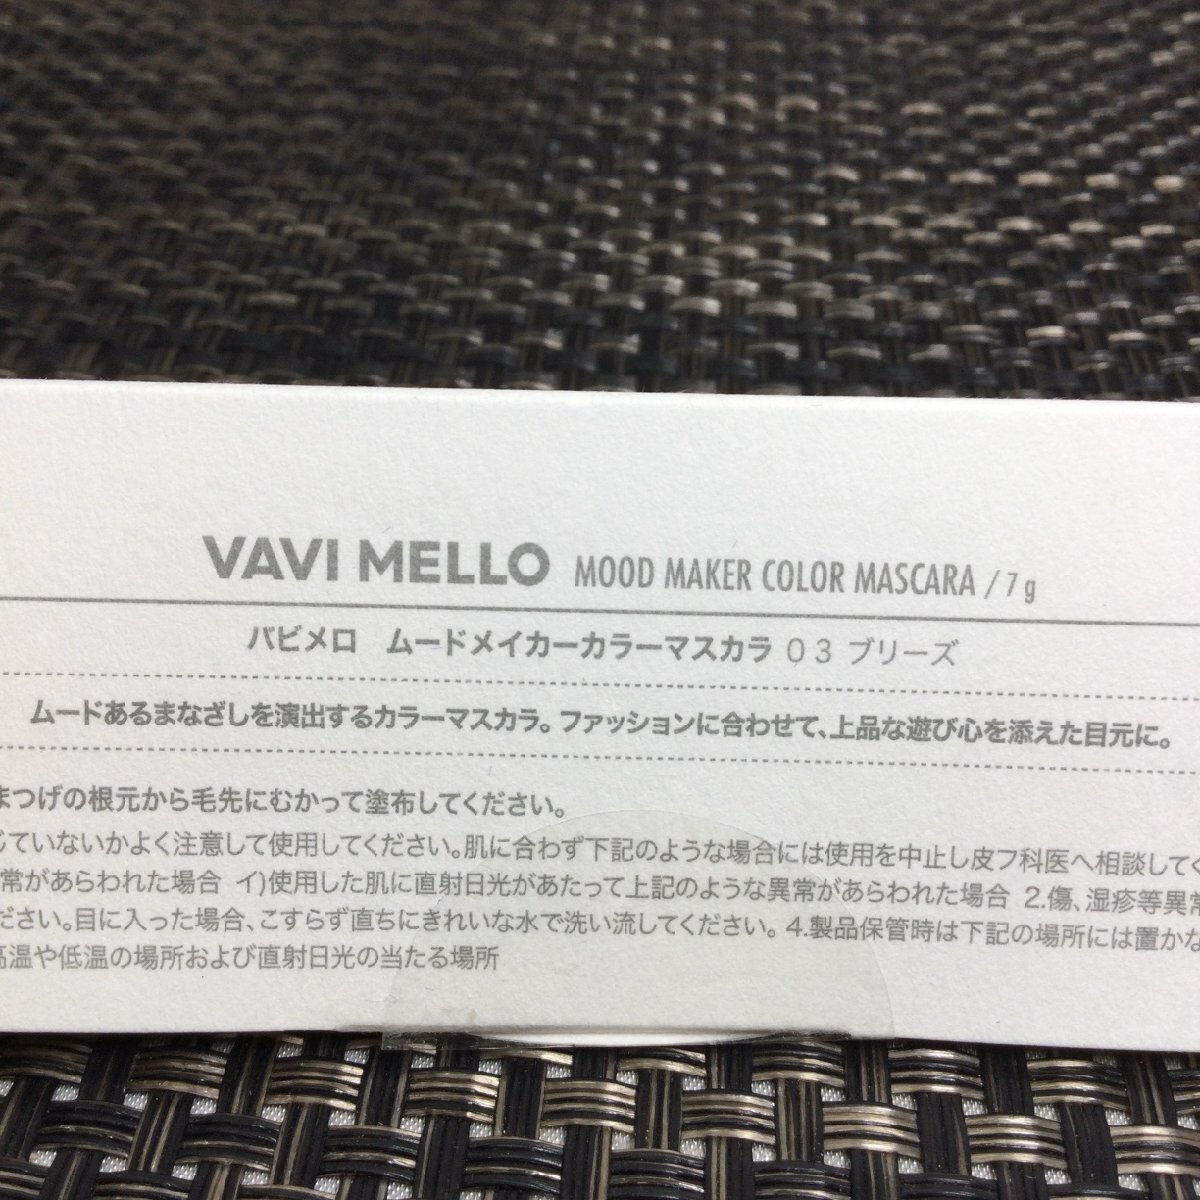 VAVI MELLO MOOD MAKER COLOR MASCARA / 7g
バビメロ ムードメイカーカラーマスカラ 03 ブリーズ
ムードあるまなざしを演出するカラーマスカラ。ファッションに合わせて、上品な遊び心を添えた目元に。
まつげの根元から毛先にむかって塗布してください。
じていないかよく注意して使用してください。肌に合わず下記のような場合には使用を中止し皮フ科医へ相談してく
常があらわれた場合 イ)使用した肌に直射日光があたって上記のような異常があらわれた場合 2.傷、湿疹等異常
ださい。目に入った場合、こすらず直ちにきれいな水で洗い流してください。4.製品保管時は下記の場所には置かな
高温や低温の場所および直射日光の当たる場所